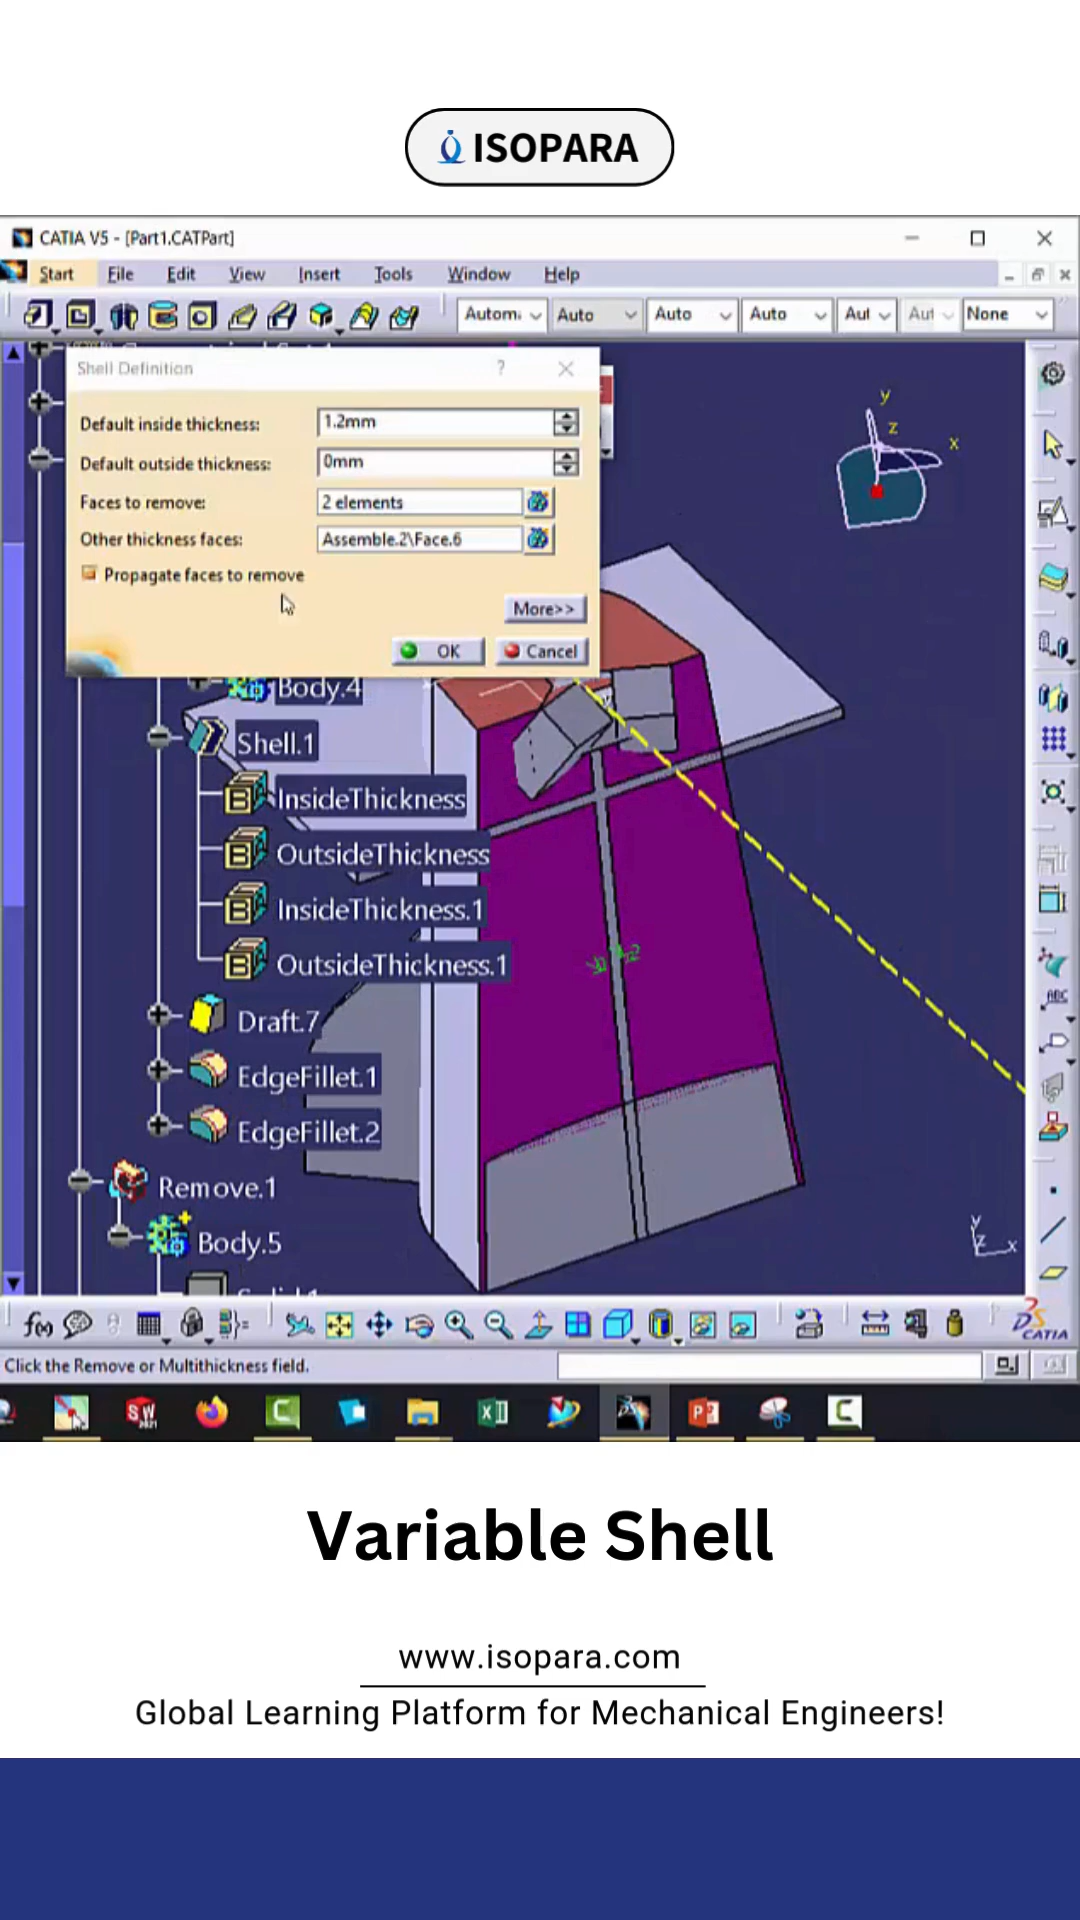 ISOPARA
CATIA V5 - [Part1.CATPart]
Start File Edit View Insert Tools Window Help
Auto Auto Auto Aul None
Shell Definition ? 
Default inside thickness: 1.2mm
Default outside thickness: 0mm
Faces to remove: 2 elements
Other thickness faces: Assemble.2\Face.6
Propagate faces to remove
More>>
OK Cancel
y
z
x
Body.4
Shell.1
InsideThickness
OutsideThickness
InsideThickness.1
OutsideThickness.1
Draft.7
EdgeFillet.1
EdgeFillet.2
Remove.1
Body.5
y
z x
ABC
f(x)
CATIA
Click the Remove or Multithickness field.
Variable Shell
www.isopara.com
Global Learning Platform for Mechanical Engineers!